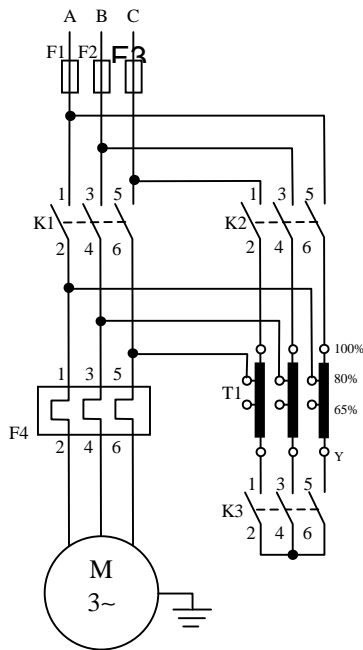 A B C
F1 F2 F3
1 3 5 1 3 5
K1 K2
2 4 6 2 4 6
100%
1 3 5 80%
T1
65%
F4
2 4 6 Y
1 3 5
K3
2 4 6
M
3~